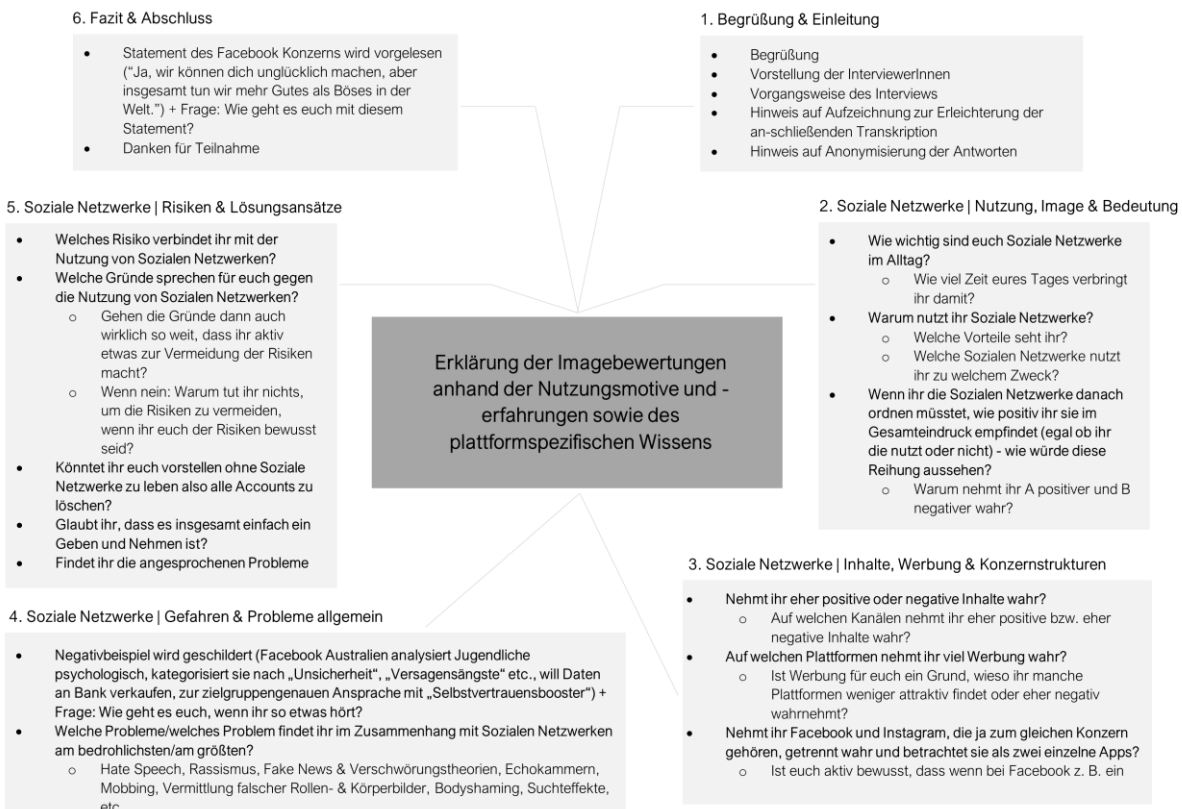 6. Fazit & Abschluss
• Statement des Facebook Konzerns wird vorgelesen
("Ja, wir können dich unglücklich machen, aber
insgesamt tun wir mehr Gutes als Böses in der
Welt.") + Frage: Wie geht es euch mit diesem
Statement?
• Danken für Teilnahme
1. Begrüßung & Einleitung
• Begrüßung
• Vorstellung der InterviewerInnen
• Vorgangsweise des Interviews
• Hinweis auf Aufzeichnung zur Erleichterung der
an-schließenden Transkription
• Hinweis auf Anonymisierung der Antworten
5. Soziale Netzwerke | Risiken & Lösungsansätze
• Welches Risiko verbindet ihr mit der
Nutzung von Sozialen Netzwerken?
• Welche Gründe sprechen für euch gegen
die Nutzung von Sozialen Netzwerken?
o Gehen die Gründe dann auch
wirklich so weit, dass ihr aktiv
etwas zur Vermeidung der Risiken
macht?
o Wenn nein: Warum tut ihr nichts,
um die Risiken zu vermeiden,
wenn ihr euch der Risiken bewusst
seid?
• Könntet ihr euch vorstellen ohne Soziale
Netzwerke zu leben also alle Accounts zu
löschen?
• Glaubt ihr, dass es insgesamt einfach ein
Geben und Nehmen ist?
• Findet ihr die angesprochenen Probleme
Erklärung der Imagebewertungen
anhand der Nutzungsmotive und -
erfahrungen sowie des
plattformspezifischen Wissens
2. Soziale Netzwerke | Nutzung, Image & Bedeutung
• Wie wichtig sind euch Soziale Netzwerke
im Alltag?
o Wie viel Zeit eures Tages verbringt
ihr damit?
• Warum nutzt ihr Soziale Netzwerke?
o Welche Vorteile seht ihr?
o Welche Sozialen Netzwerke nutzt
ihr zu welchem Zweck?
• Wenn ihr die Sozialen Netzwerke danach
ordnen müsstet, wie positiv ihr sie im
Gesamteindruck empfindet (egal ob ihr
die nutzt oder nicht) - wie würde diese
Reihung aussehen?
o Warum nehmt ihr A positiver und B
negativer wahr?
3. Soziale Netzwerke | Inhalte, Werbung & Konzernstrukturen
• Nehmt ihr eher positive oder negative Inhalte wahr?
o Auf welchen Kanälen nehmt ihr eher positive bzw. eher
negative Inhalte wahr?
• Auf welchen Plattformen nehmt ihr viel Werbung wahr?
o Ist Werbung für euch ein Grund, wieso ihr manche
Plattformen weniger attraktiv findet oder eher negativ
wahrnehmt?
• Nehmt ihr Facebook und Instagram, die ja zum gleichen Konzern
gehören, getrennt wahr und betrachtet sie als zwei einzelne Apps?
o Ist euch aktiv bewusst, dass wenn bei Facebook z. B. ein
4. Soziale Netzwerke | Gefahren & Probleme allgemein
• Negativbeispiel wird geschildert (Facebook Australien analysiert Jugendliche
psychologisch, kategorisiert sie nach „Unsicherheit“, „Versagensängste“ etc., will Daten
an Bank verkaufen, zur zielgruppengenauen Ansprache mit „Selbstvertrauensbooster“) +
Frage: Wie geht es euch, wenn ihr so etwas hört?
• Welche Probleme/welches Problem findet ihr im Zusammenhang mit Sozialen Netzwerken
am bedrohlichsten/am größten?
o Hate Speech, Rassismus, Fake News & Verschwörungstheorien, Echokammern,
Mobbing, Vermittlung falscher Rollen- & Körperbilder, Bodyshaming, Suchteffekte,
etc.